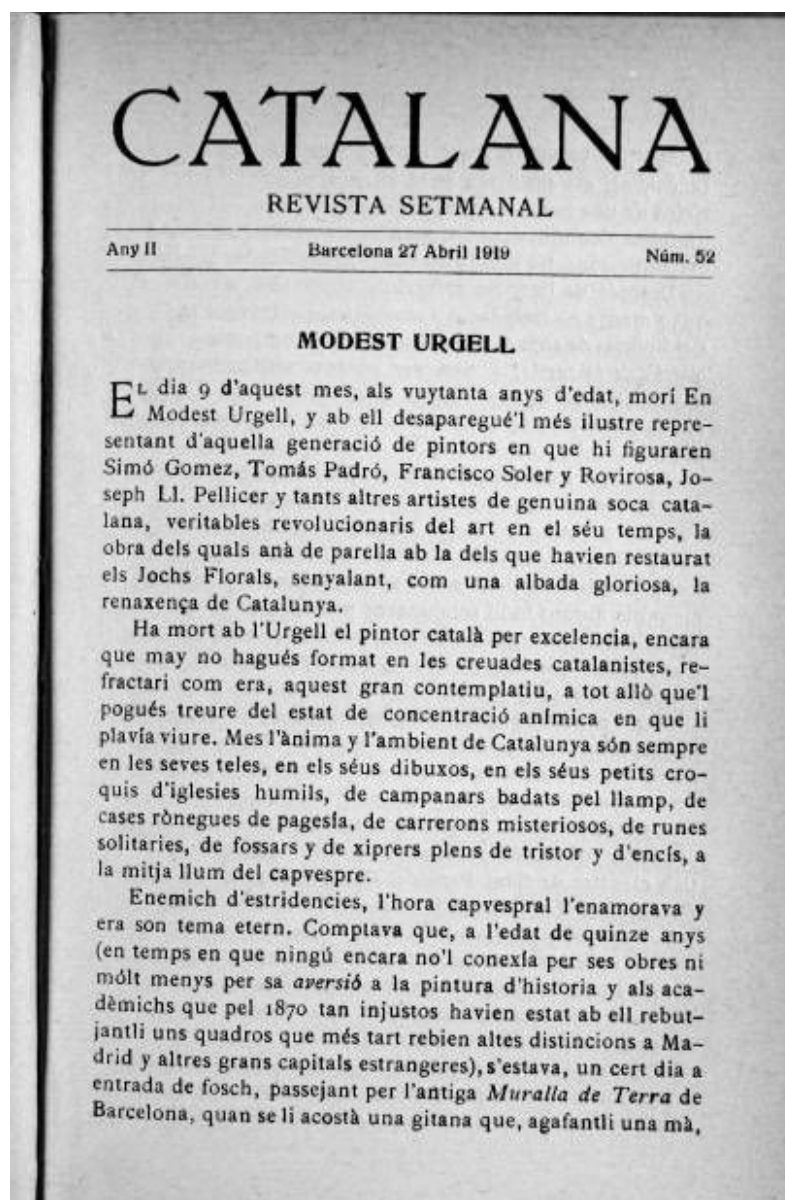 CATALANA
REVISTA SETMANAL
Any II Barcelona 27 Abril 1919 Núm. 52
MODEST URGELL
EL dia 9 d'aquest mes, als vuytanta anys d'edat, morí En
Modest Urgell, y ab ell desaparegué'l més ilustre repre-
sentant d'aquella generació de pintors en que hi figuraren
Simó Gomez, Tomás Padró, Francisco Soler y Rovirosa, Jo-
seph Ll. Pellicer y tants altres artistes de genuina soca cata-
lana, veritables revolucionaris del art en el séu temps, la
obra dels quals anà de parella ab la dels que havien restaurat
els Jochs Florals, senyalant, com una albada gloriosa, la
renaxença de Catalunya.
Ha mort ab l'Urgell el pintor català per excelencia, encara
que may no hagués format en les creuades catalanistes, re-
fractari com era, aquest gran contemplatiu, a tot allò que'l
pogués treure del estat de concentració anímica en que li
plavía viure. Mes l'ànima y l'ambient de Catalunya són sempre
en les seves teles, en els séus dibuxos, en els séus petits cro-
quis d'iglesies humils, de campanars badats pel llamp, de
cases rònegues de pagesía, de carrerons misteriosos, de runes
solitaries, de fossars y de xiprers plens de tristor y d'encís, a
la mitja llum del capvespre.
Enemich d'estridencies, l'hora capvespral l'enamorava y
era son tema etern. Comptava que, a l'edat de quinze anys
(en temps en que ningú encara no'l conexía per ses obres ni
mólt menys per sa aversió a la pintura d'historia y als aca-
dèmichs que pel 1870 tan injustos havien estat ab ell rebut-
jantli uns quadros que més tart rebien altes distincions a Ma-
drid y altres grans capitals estrangeres), s'estava, un cert dia a
entrada de fosch, passejant per l'antiga Muralla de Terra de
Barcelona, quan se li acostà una gitana que, agafantli una mà,